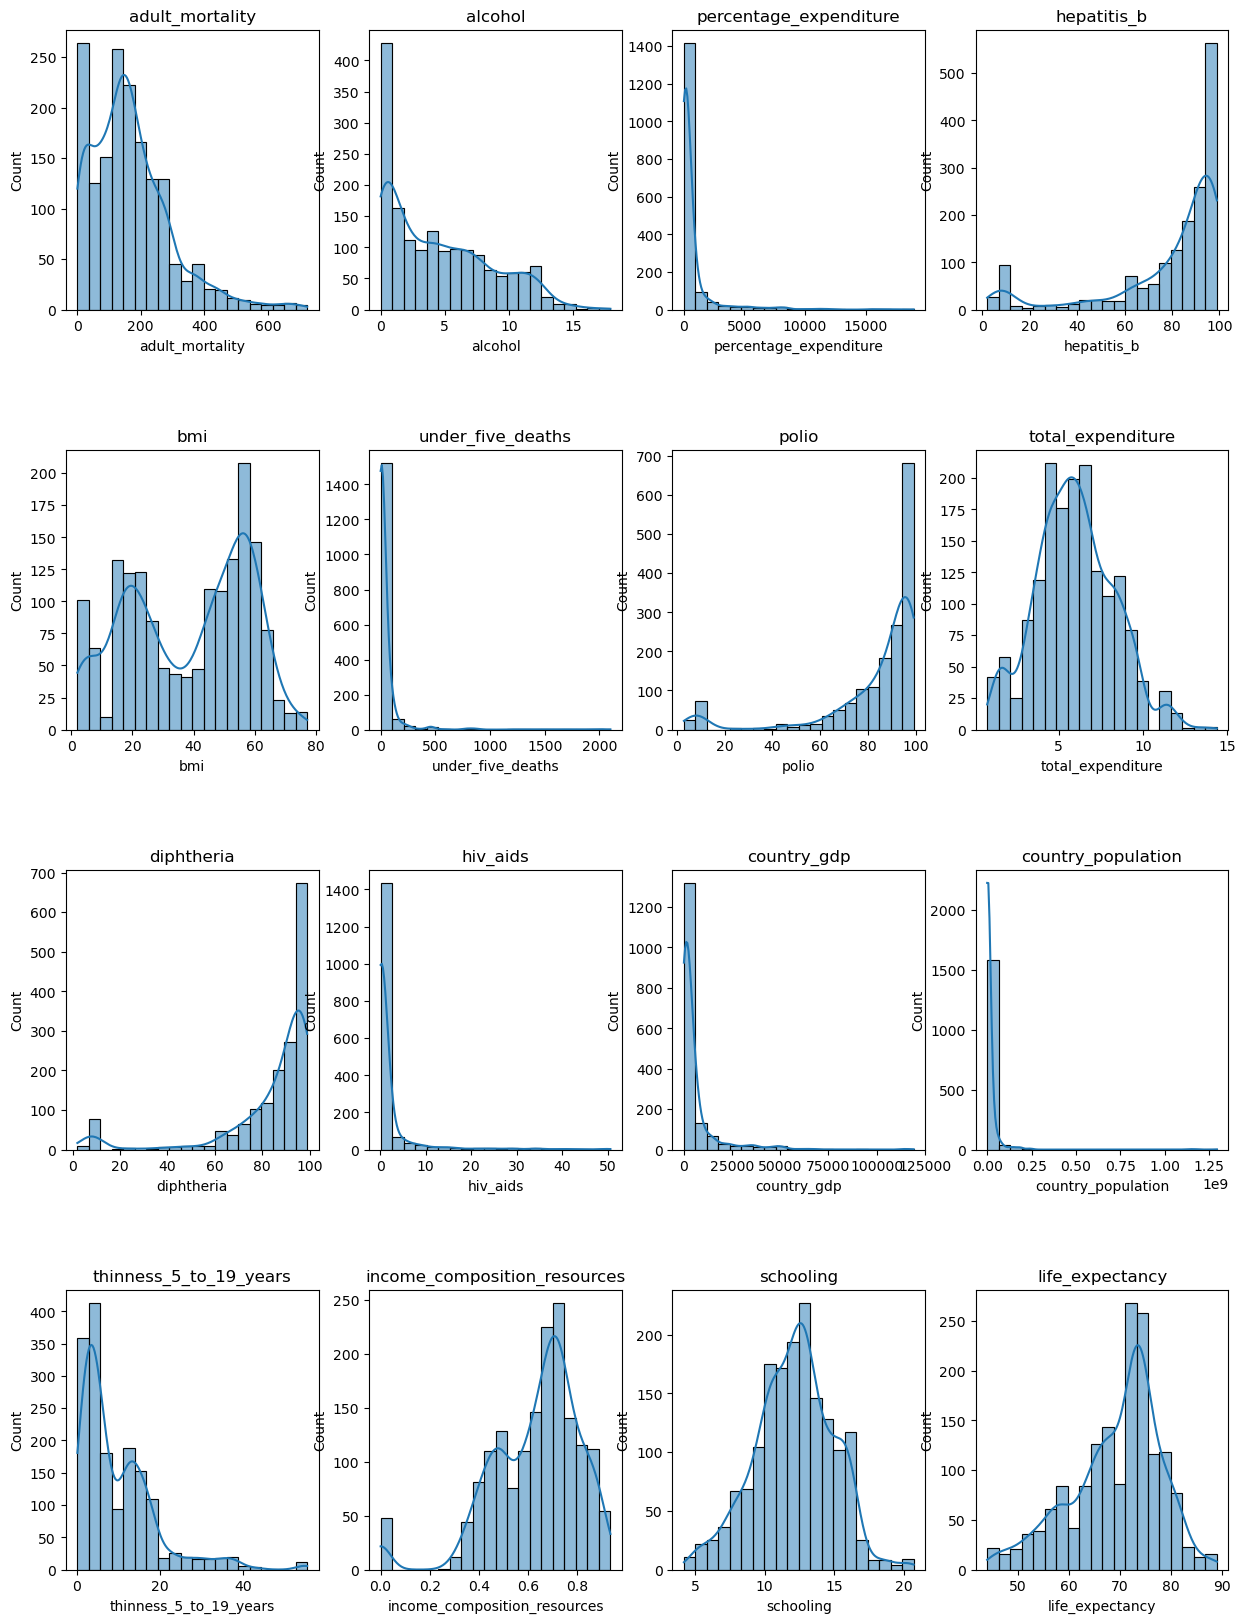 adult_mortality
alcohol
percentage_expenditure
hepatitis_b
Count
250
200
150
100
50
0
0 200 400 600
adult_mortality
Count
400
350
300
250
200
150
100
50
0
0 5 10 15
alcohol
Count
1400
1200
1000
800
600
400
200
0
0 5000 10000 15000
percentage_expenditure
Count
500
400
300
200
100
0
0 20 40 60 80 100
hepatitis_b
bmi
under_five_deaths
polio
total_expenditure
Count
200
175
150
125
100
75
50
25
0
0 20 40 60 80
bmi
Count
1400
1200
1000
800
600
400
200
0
0 500 1000 1500 2000
under_five_deaths
Count
700
600
500
400
300
200
100
0
0 20 40 60 80 100
polio
Count
200
175
150
125
100
75
50
25
0
5 10 15
total_expenditure
diphtheria
hiv_aids
country_gdp
country_population
Count
700
600
500
400
300
200
100
0
0 20 40 60 80 100
diphtheria
Count
1400
1200
1000
800
600
400
200
0
0 10 20 30 40 50
hiv_aids
Count
1200
1000
800
600
400
200
0
0 25000 50000 75000 100000 125000
country_gdp
Count
2000
1500
1000
500
0
0.00 0.25 0.50 0.75 1.00 1.25
1e9
country_population
thinness_5_to_19_years
income_composition_resources
schooling
life_expectancy
Count
400
350
300
250
200
150
100
50
0
0 20 40
thinness_5_to_19_years
Count
250
200
150
100
50
0
0.0 0.2 0.4 0.6 0.8
income_composition_resources
Count
200
150
100
50
0
5 10 15 20
schooling
Count
250
200
150
100
50
0
50 60 70 80 90
life_expectancy